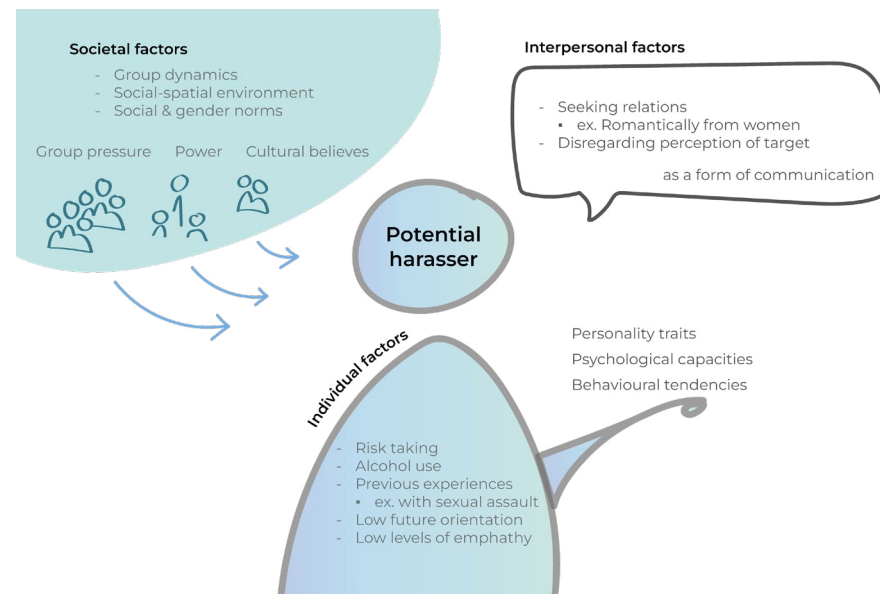 Societal factors
- Group dynamics
- Social-spatial environment
- Social & gender norms
Group pressure Power Cultural believes
Interpersonal factors
- Seeking relations
▪ ex. Romantically from women
- Disregarding perception of target
as a form of communication
Potential
harasser
Individual factors
- Risk taking
- Alcohol use
- Previous experiences
▪ ex. with sexual assault
- Low future orientation
- Low levels of emphathy
Personality traits
Psychological capacities
Behavioural tendencies